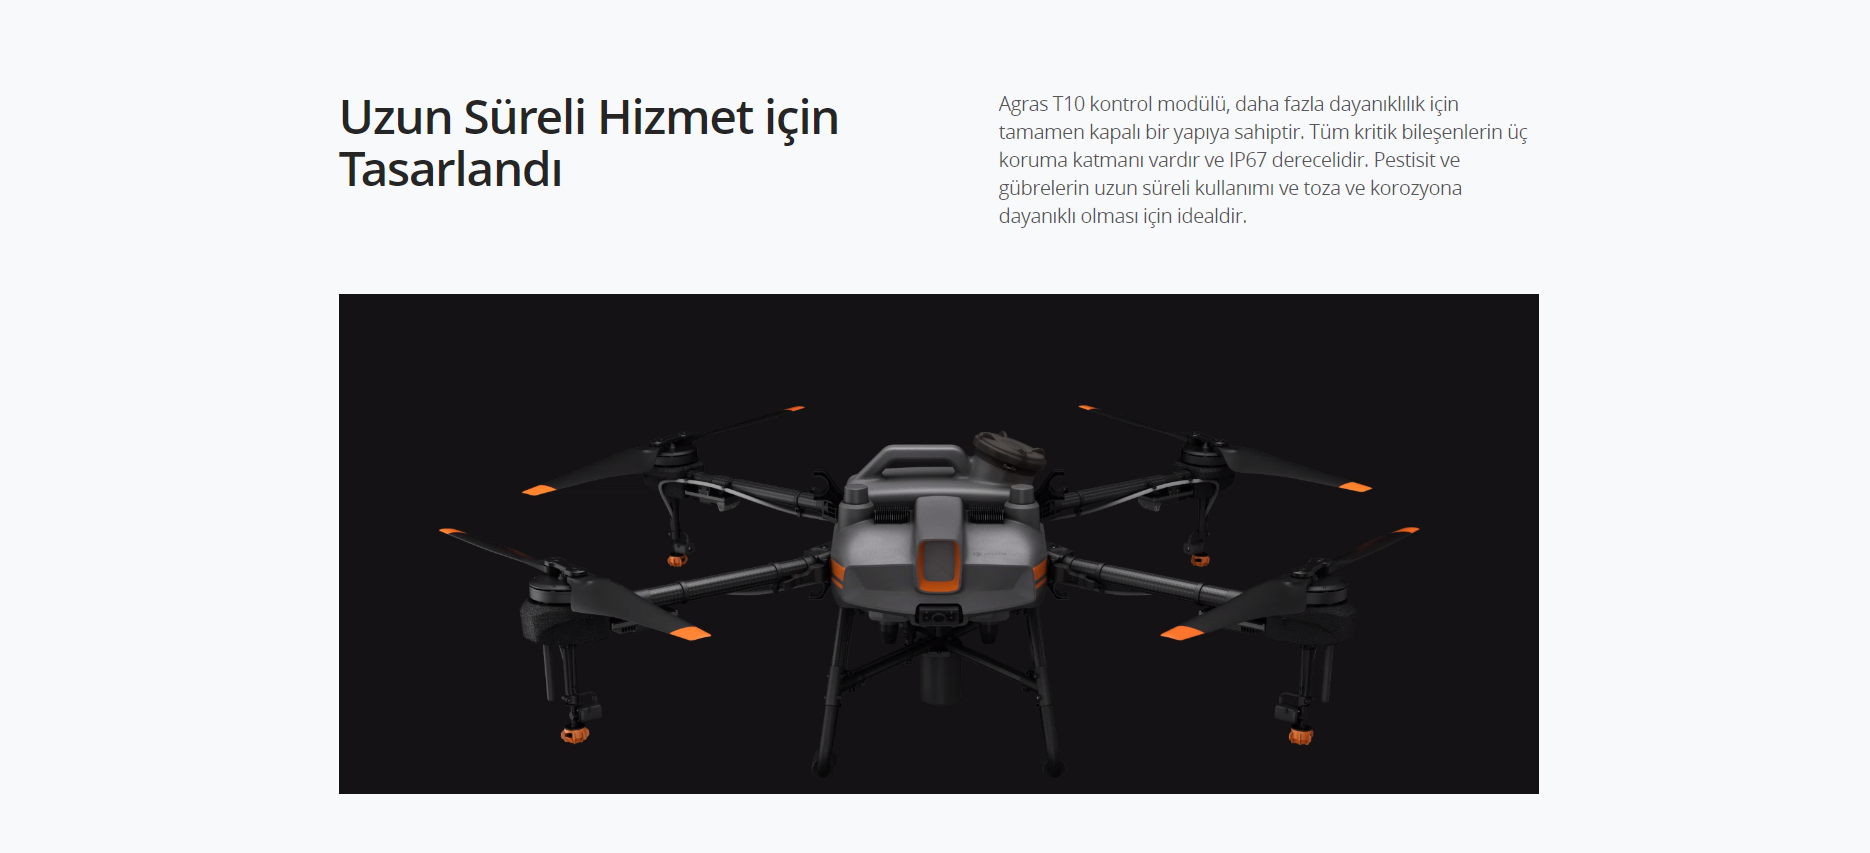 Uzun Süreli Hizmet için
Tasarlandı
Agras T10 kontrol modülü, daha fazla dayanıklılık için
tamamen kapalı bir yapıya sahiptir. Tüm kritik bileşenlerin üç
koruma katmanı vardır ve IP67 derecelidir. Pestisit ve
gübrelerin uzun süreli kullanımı ve toza ve korozyona
dayanıklı olması için idealdir.